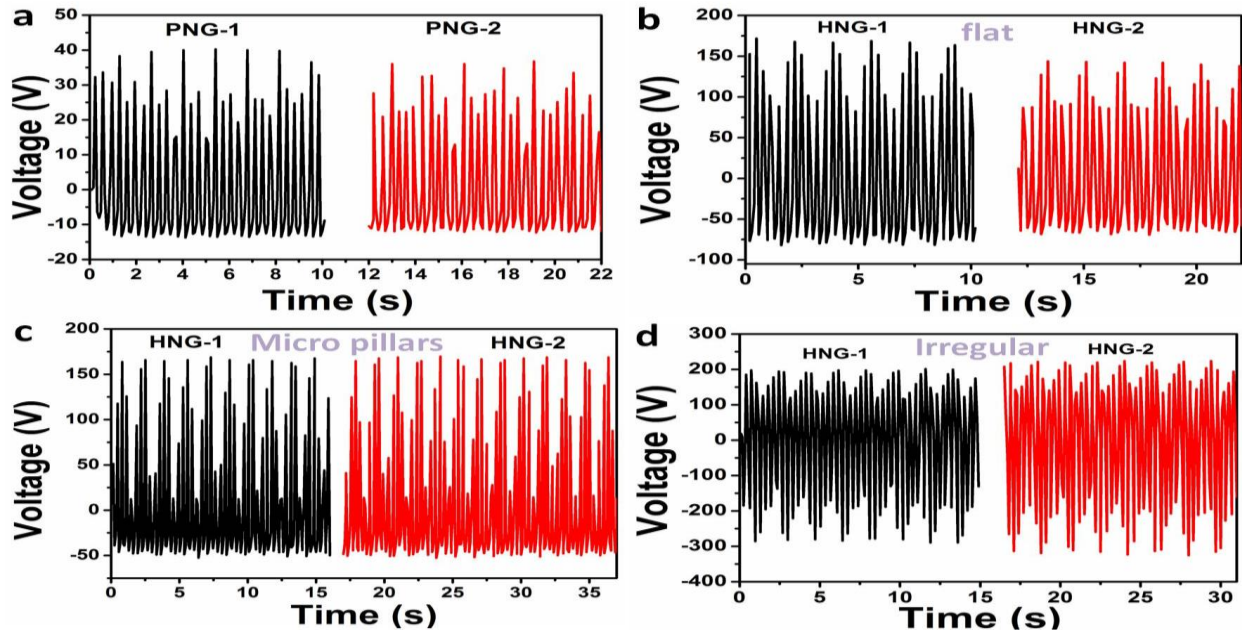 a
PNG-1 PNG-2
50
40
30
20
10
0
-10
-20
Voltage (V)
0 2 4 6 8 10 12 14 16 18 20 22
Time (s)
b
HNG-1 flat HNG-2
200
150
100
50
0
-50
-100
Voltage (V)
0 5 10 15 20
Time (s)
c
HNG-1 Micro pillars HNG-2
200
150
100
50
0
-50
Voltage (V)
0 5 10 15 20 25 30 35
Time (s)
d
HNG-1 Irregular HNG-2
300
200
100
0
-100
-200
-300
-400
Voltage (V)
0 5 10 15 20 25 30
Time (s)